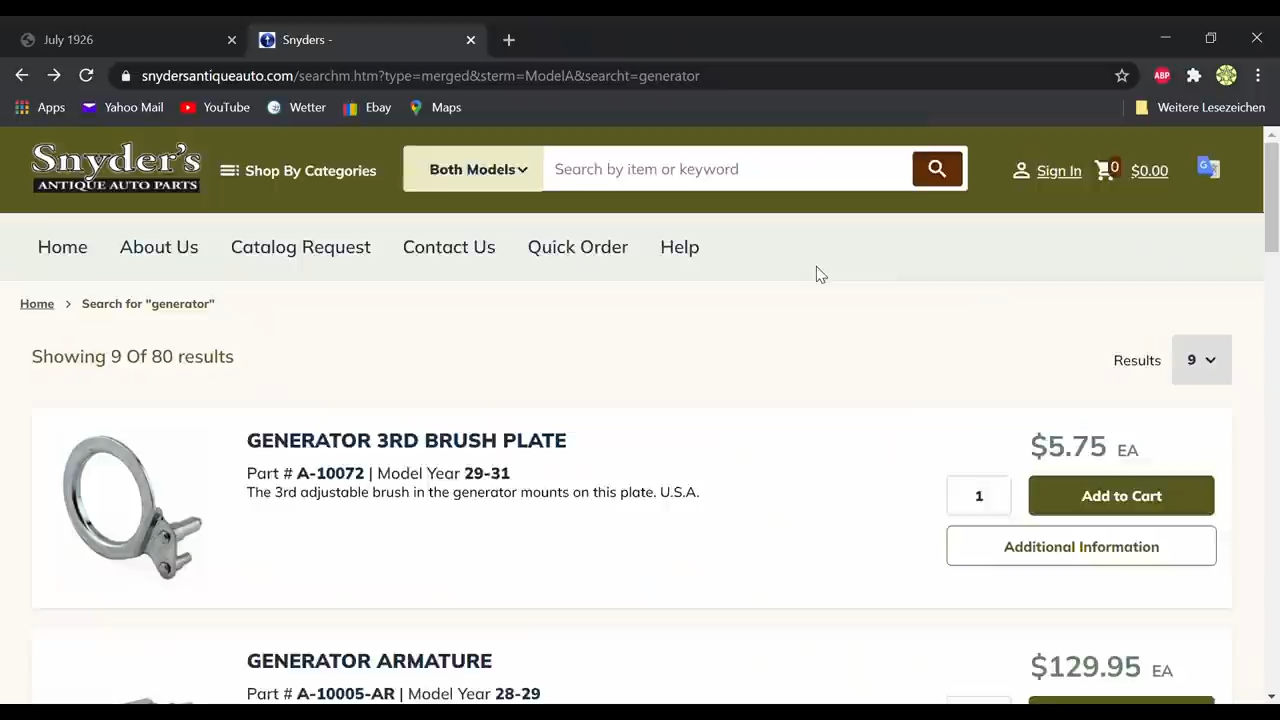 July 1926
Snyders -
snydersantiqueauto.com/searchm.htm?type=merged&sterm=ModelA&searcht=generator
ABP
Apps Yahoo Mail YouTube Wetter Ebay Maps Weitere Lesezeichen
Snyder's
ANTIQUE AUTO PARTS
Shop By Categories
Both Models
Search by item or keyword
Sign In
0
$0.00
G
Home About Us Catalog Request Contact Us Quick Order Help
Home > Search for "generator"
Showing 9 Of 80 results
Results 9
GENERATOR 3RD BRUSH PLATE
Part # A-10072 | Model Year 29-31
The 3rd adjustable brush in the generator mounts on this plate. U.S.A.
$5.75 EA
1
Add to Cart
Additional Information
GENERATOR ARMATURE
Part # A-10005-AR | Model Year 28-29
$129.95 EA